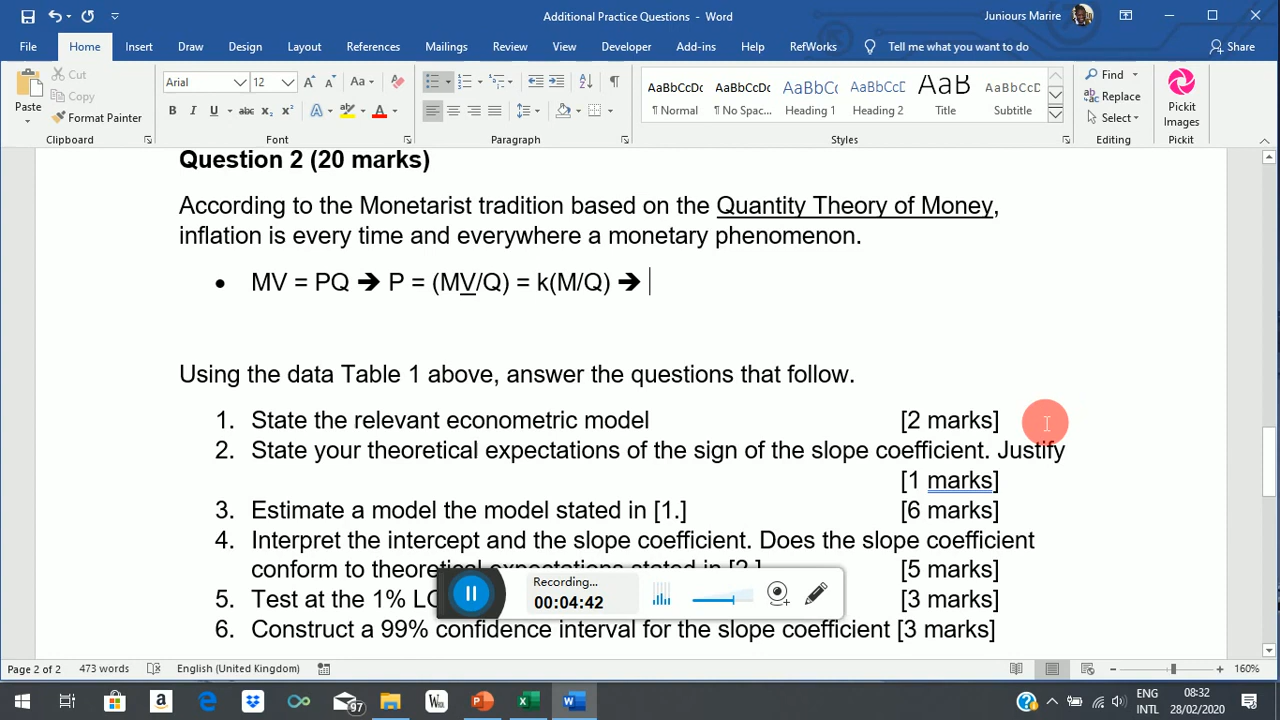 Additional Practice Questions - Word
Juniours Marire
File Home Insert Draw Design Layout References Mailings Review View Developer Add-ins Help RefWorks Tell me what you want to do Share
Paste
Cut
Copy
Format Painter
Clipboard
Arial 12
Font
Paragraph
AaBbCcDc ¶ Normal
AaBbCcDc ¶ No Spac...
AaBbCc Heading 1
AaBbCcD Heading 2
AaB Title
AaBbCcD Subtitle
Styles
Find
Replace
Select
Editing
Pickit Images
Pickit
Question 2 (20 marks)
According to the Monetarist tradition based on the Quantity Theory of Money,
inflation is every time and everywhere a monetary phenomenon.
• MV = PQ ➔ P = (MV/Q) = k(M/Q) ➔
Using the data Table 1 above, answer the questions that follow.
1. State the relevant econometric model [2 marks]
2. State your theoretical expectations of the sign of the slope coefficient. Justify
[1 marks]
3. Estimate a model the model stated in [1.] [6 marks]
4. Interpret the intercept and the slope coefficient. Does the slope coefficient
conform to theoretical expectations stated in [2.] [5 marks]
5. Test at the 1% LO [3 marks]
6. Construct a 99% confidence interval for the slope coefficient [3 marks]
Recording...
00:04:42
Page 2 of 2 473 words English (United Kingdom) 160%
97
ENG
INTL
08:32
28/02/2020